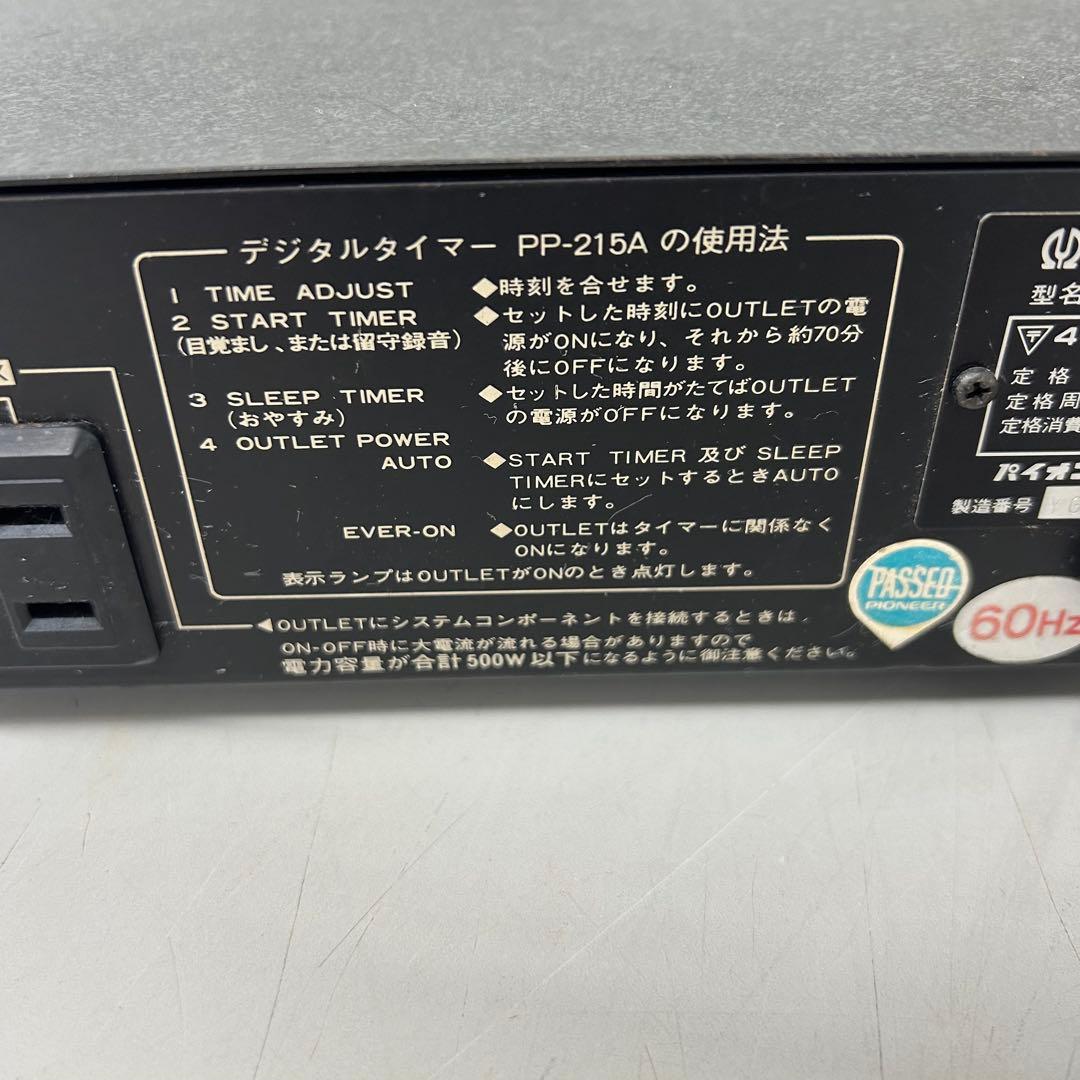 デジタルタイマー PP-215A の使用法
1 TIME ADJUST ◆時刻を合せます。
2 START TIMER ◆セットした時刻にOUTLETの電
(目覚まし、または留守録音) 源がONになり、それから約70分
後にOFFになります。
3 SLEEP TIMER ◆セットした時間がたてばOUTLET
(おやすみ) の電源がOFFになります。
4 OUTLET POWER
AUTO ◆START TIMER 及び SLEEP
TIMERにセットするときAUTO
にします。
EVER-ON ◆OUTLETはタイマーに関係なく
ONになります。
表示ランプはOUTLETがONのとき点灯します。
◀OUTLETにシステムコンポーネントを接続するときは
ON-OFF時に大電流が流れる場合がありますので
電力容量が合計500W以下になるように御注意ください。
X
型名
〒4
定格
定格周
定格消費
パイオニ
製造番号
PASSED
PIONEER
60Hz